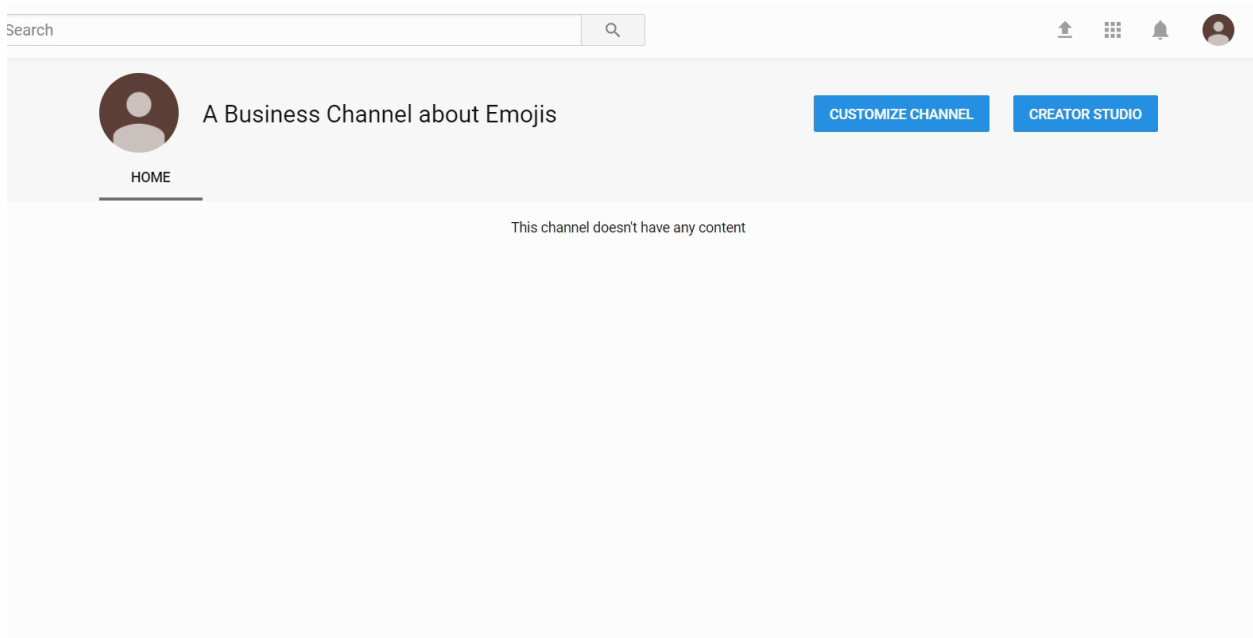 Search
A Business Channel about Emojis
CUSTOMIZE CHANNEL
CREATOR STUDIO
HOME
This channel doesn't have any content